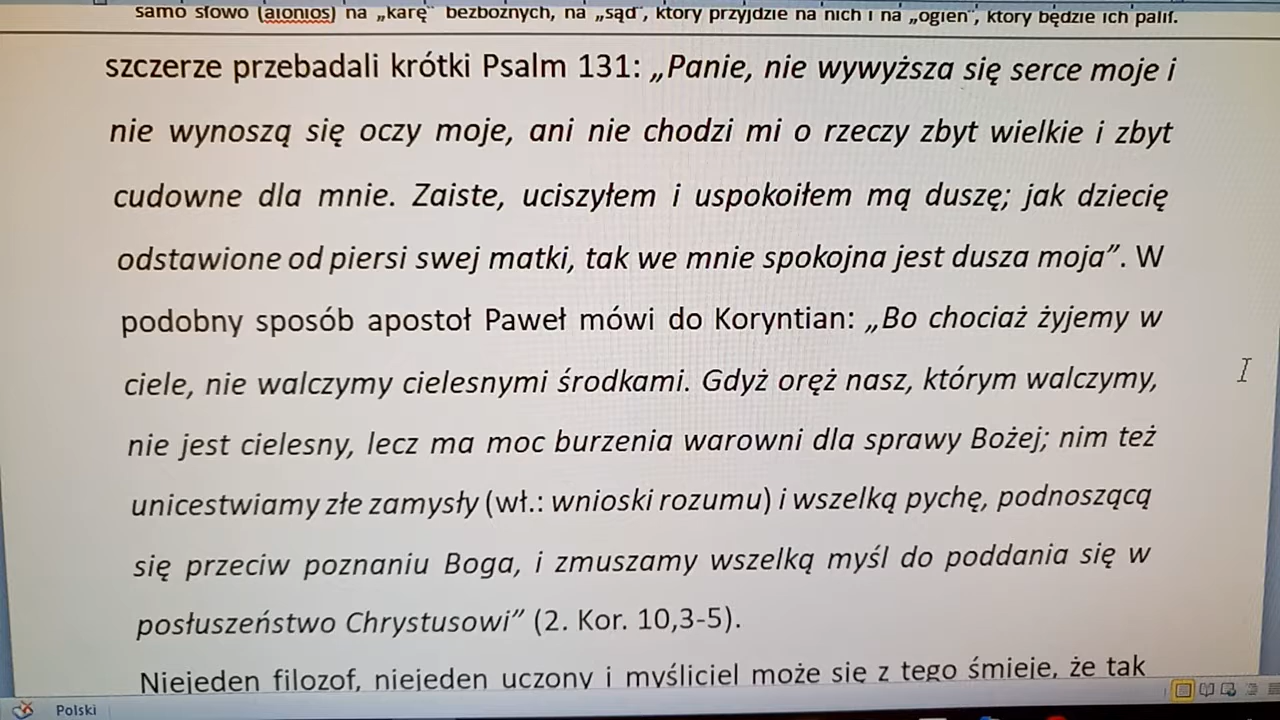 samo słowo (aionios) na „karę” bezbożnych, na „sąd”, który przyjdzie na nich i na „ogień”, który będzie ich palił.
szczerze przebadali krótki Psalm 131: „Panie, nie wywyższa się serce moje i
nie wynoszą się oczy moje, ani nie chodzi mi o rzeczy zbyt wielkie i zbyt
cudowne dla mnie. Zaiste, uciszyłem i uspokoiłem mą duszę; jak dziecię
odstawione od piersi swej matki, tak we mnie spokojna jest dusza moja”. W
podobny sposób apostoł Paweł mówi do Koryntian: „Bo chociaż żyjemy w
ciele, nie walczymy cielesnymi środkami. Gdyż oręż nasz, którym walczymy,
nie jest cielesny, lecz ma moc burzenia warowni dla sprawy Bożej; nim też
unicestwiamy złe zamysły (wł.: wnioski rozumu) i wszelką pychę, podnoszącą
się przeciw poznaniu Boga, i zmuszamy wszelką myśl do poddania się w
posłuszeństwo Chrystusowi” (2. Kor. 10,3-5).
Niejeden filozof, niejeden uczony i myśliciel może się z tego śmieje, że tak
Polski